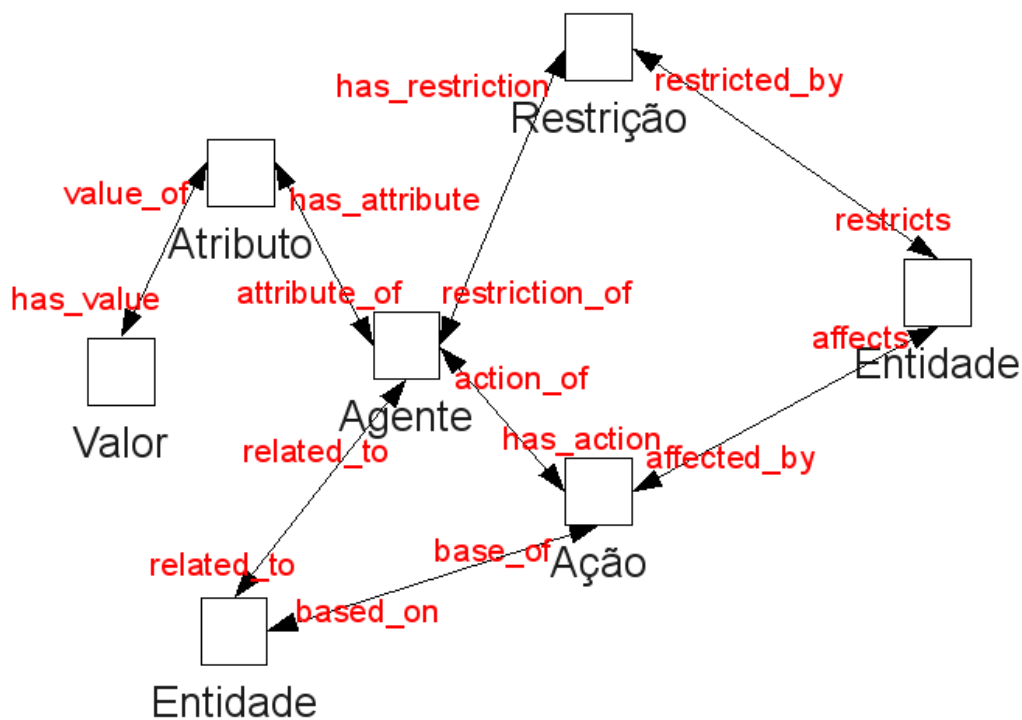 has_restriction
restricted_by
Restrição
value_of
has_attribute
restricts
Atributo
has_value
attribute_of
restriction_of
affects
Entidade
action_of
Agente
Valor
related_to
has_action
affected_by
base_of
Ação
related_to
based_on
Entidade